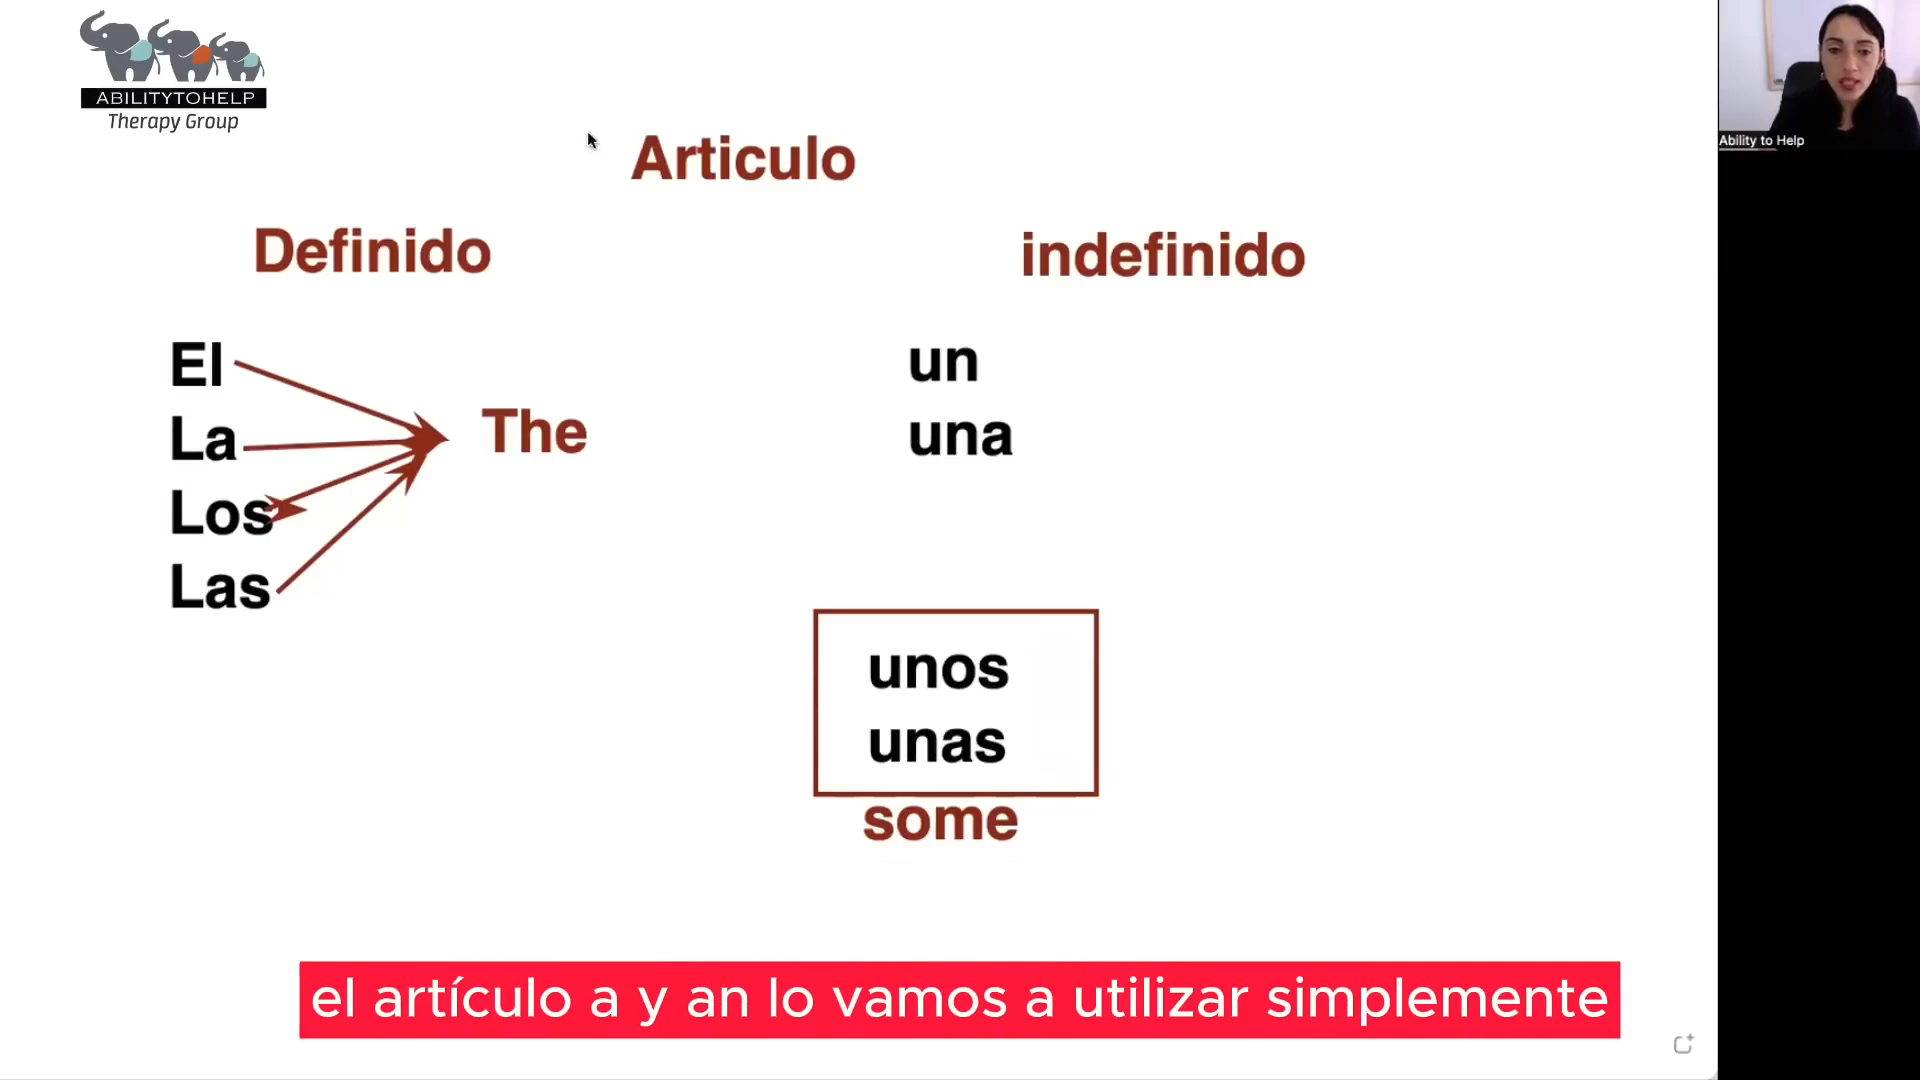 ABILITYTOHELP
Therapy Group
Articulo
Definido
indefinido
El
La
Los
Las
The
un
una
unos
unas
some
el artículo a y an lo vamos a utilizar simplemente
Ability to Help